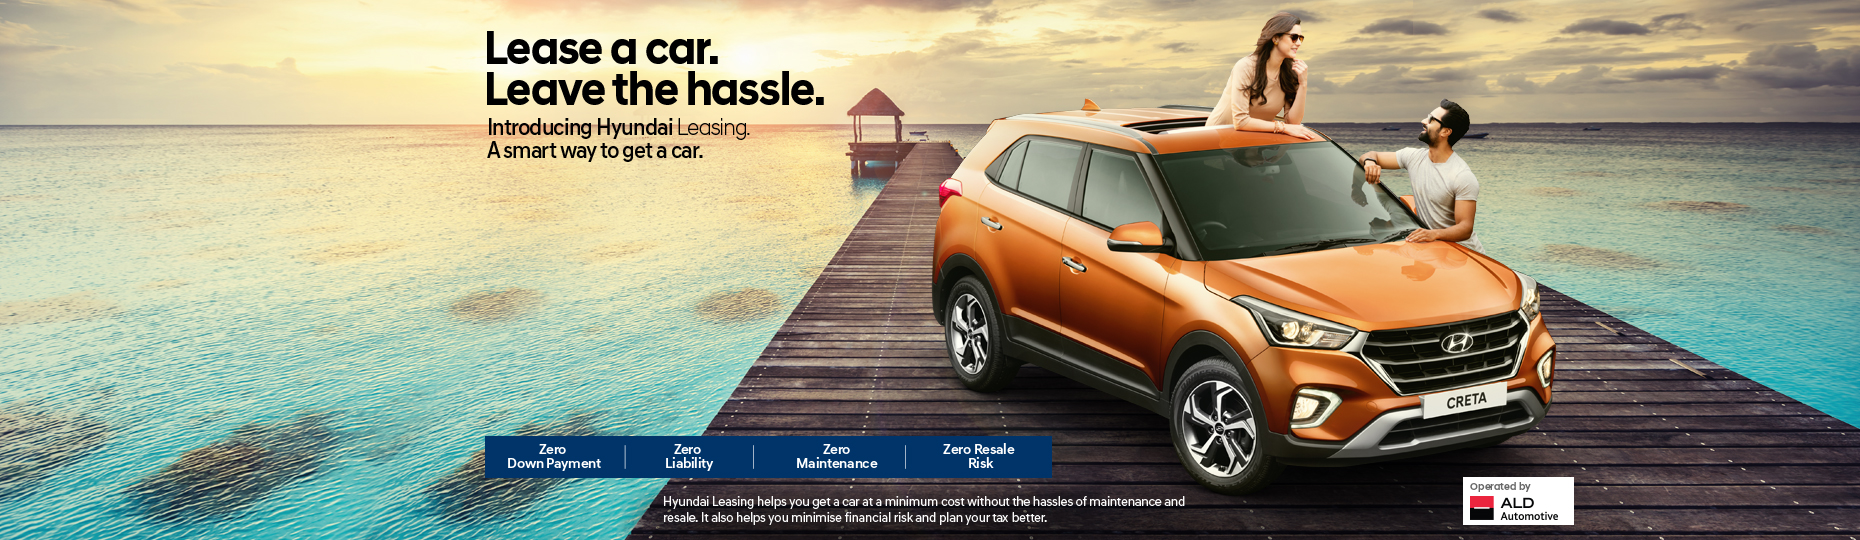 Lease a car.
Leave the hassle.
Introducing Hyundai Leasing.
A smart way to get a car.
CRETA
Zero
Down Payment
Zero
Liability
Zero
Maintenance
Zero Resale
Risk
Hyundai Leasing helps you get a car at a minimum cost without the hassles of maintenance and
resale. It also helps you minimise financial risk and plan your tax better.
Operated by
ALD
Automotive